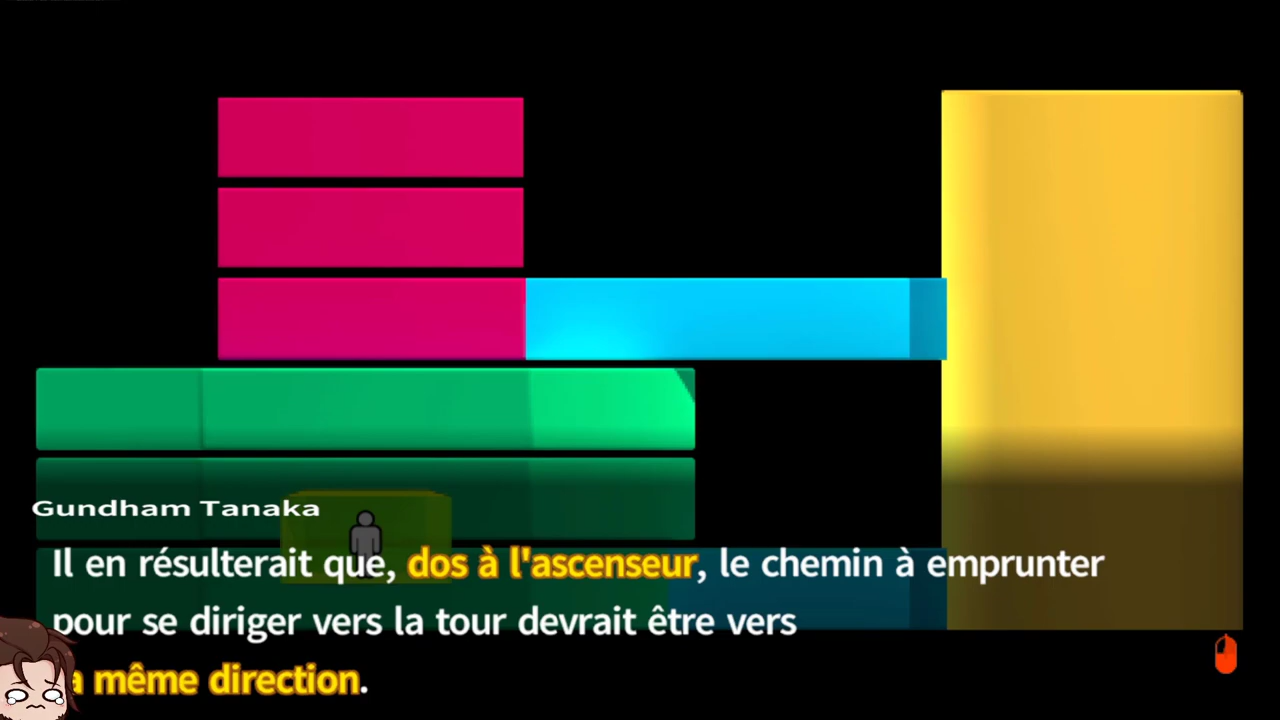 Gundham Tanaka
Il en résulterait que, dos à l'ascenseur, le chemin à emprunter
pour se diriger vers la tour devrait être vers
la même direction.